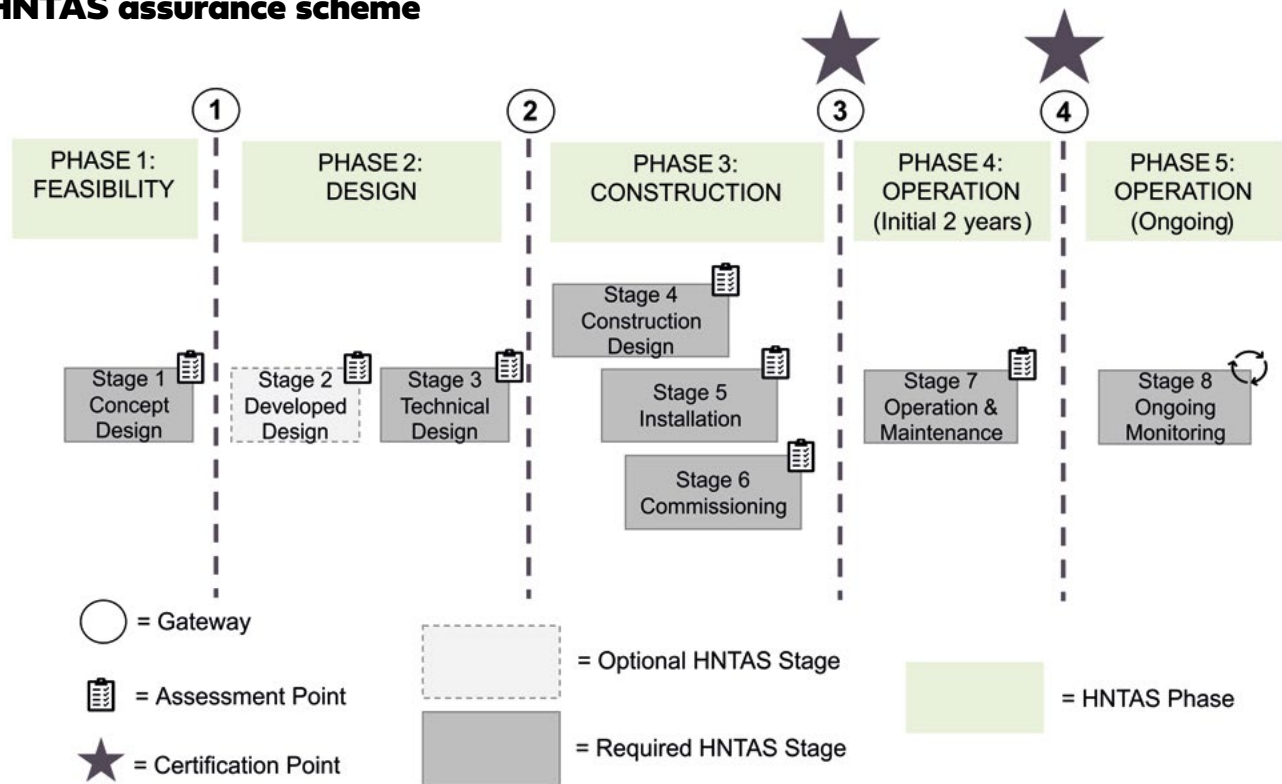 HNTAS assurance scheme
1
2
3
4
PHASE 1:
FEASIBILITY
PHASE 2:
DESIGN
PHASE 3:
CONSTRUCTION
PHASE 4:
OPERATION
(Initial 2 years)
PHASE 5:
OPERATION
(Ongoing)
Stage 1
Concept
Design
Stage 2
Developed
Design
Stage 3
Technical
Design
Stage 4
Construction
Design
Stage 5
Installation
Stage 6
Commissioning
Stage 7
Operation &
Maintenance
Stage 8
Ongoing
Monitoring
= Gateway
= Assessment Point
= Certification Point
= Optional HNTAS Stage
= Required HNTAS Stage
= HNTAS Phase